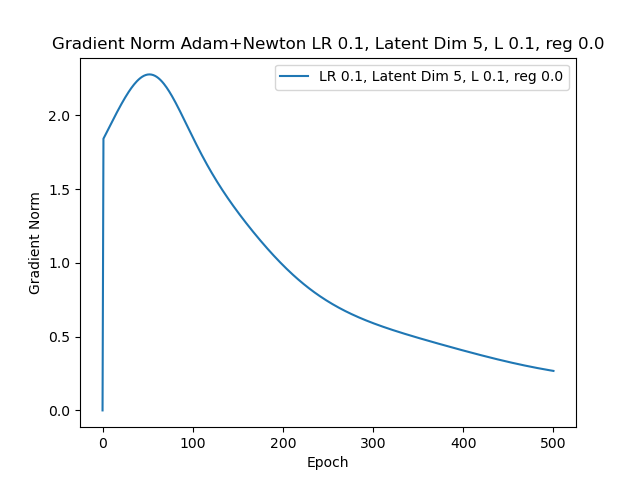 Gradient Norm Adam+Newton LR 0.1, Latent Dim 5, L 0.1, reg 0.0
LR 0.1, Latent Dim 5, L 0.1, reg 0.0
Gradient Norm
2.0
1.5
1.0
0.5
0.0
0 100 200 300 400 500
Epoch